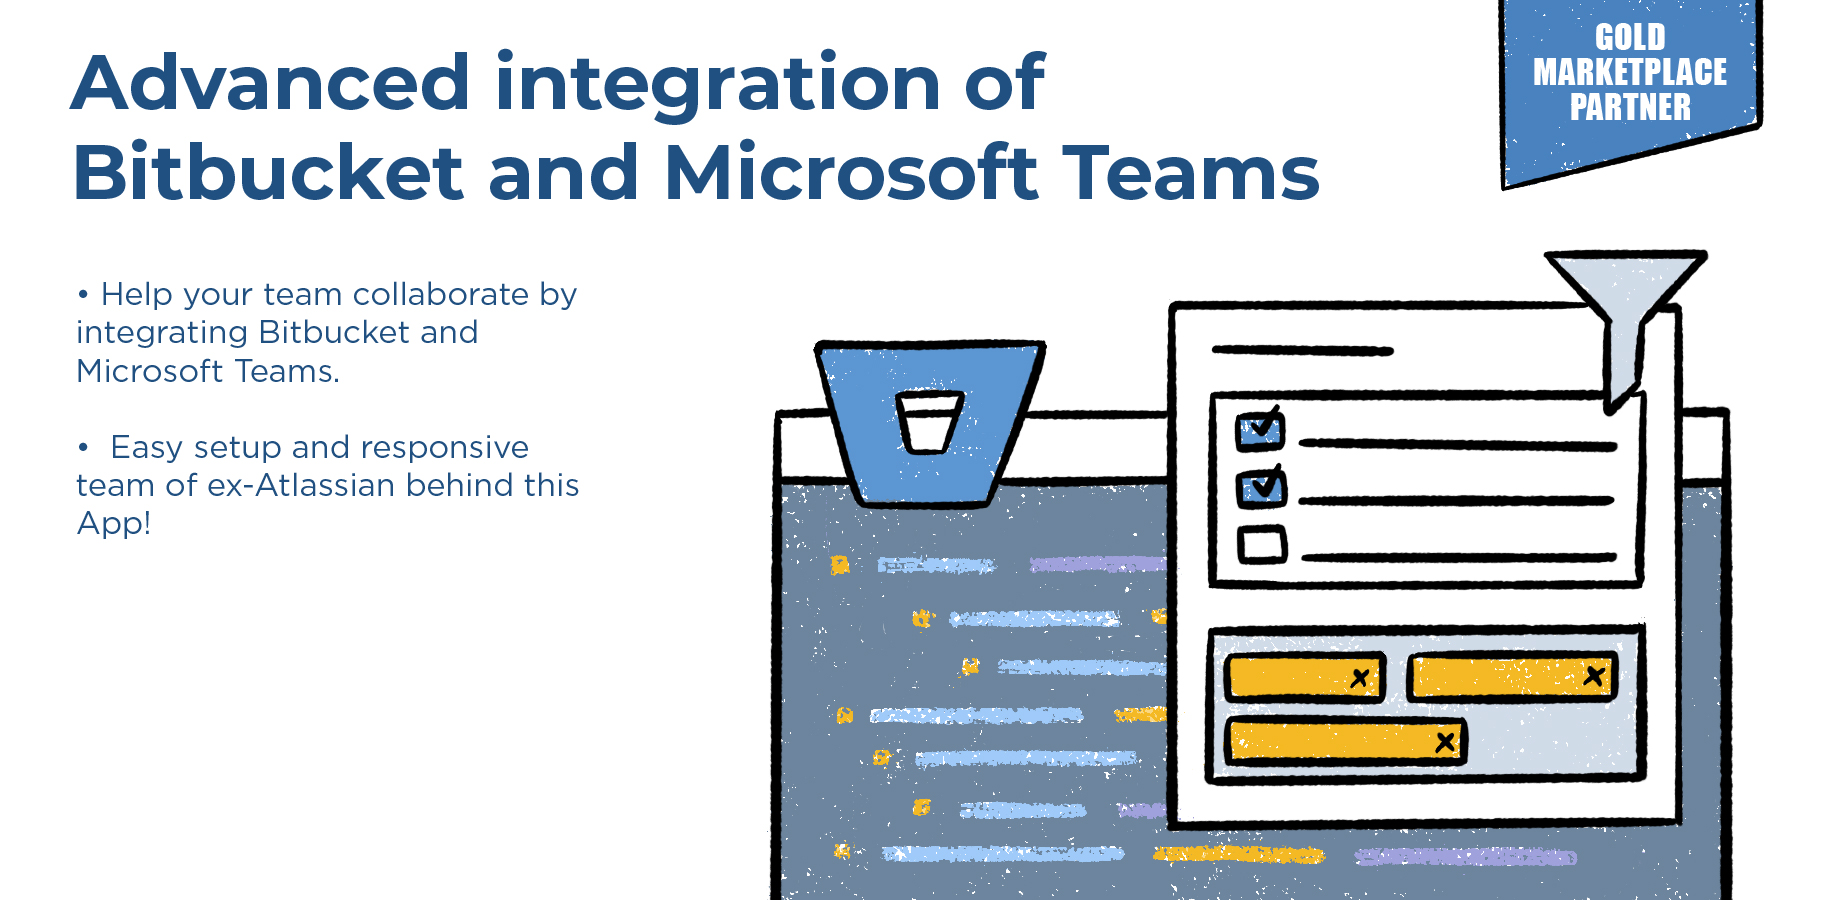 Advanced integration of
Bitbucket and Microsoft Teams
GOLD
MARKETPLACE
PARTNER
• Help your team collaborate by
integrating Bitbucket and
Microsoft Teams.
•  Easy setup and responsive
team of ex-Atlassian behind this
App!